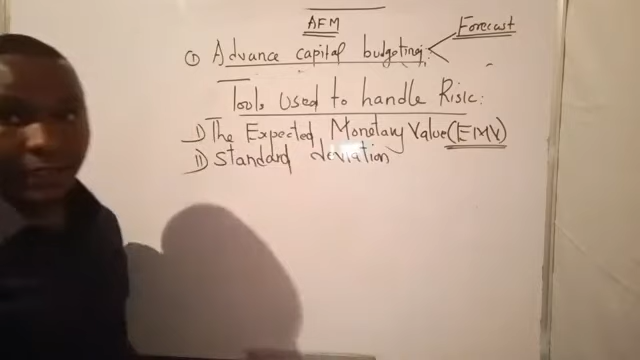 AFM
Forecast
① Advance capital budgeting:
Tools Used to handle Risk:
I) The Expected Monetary Value (EMV)
II) Standard deviation